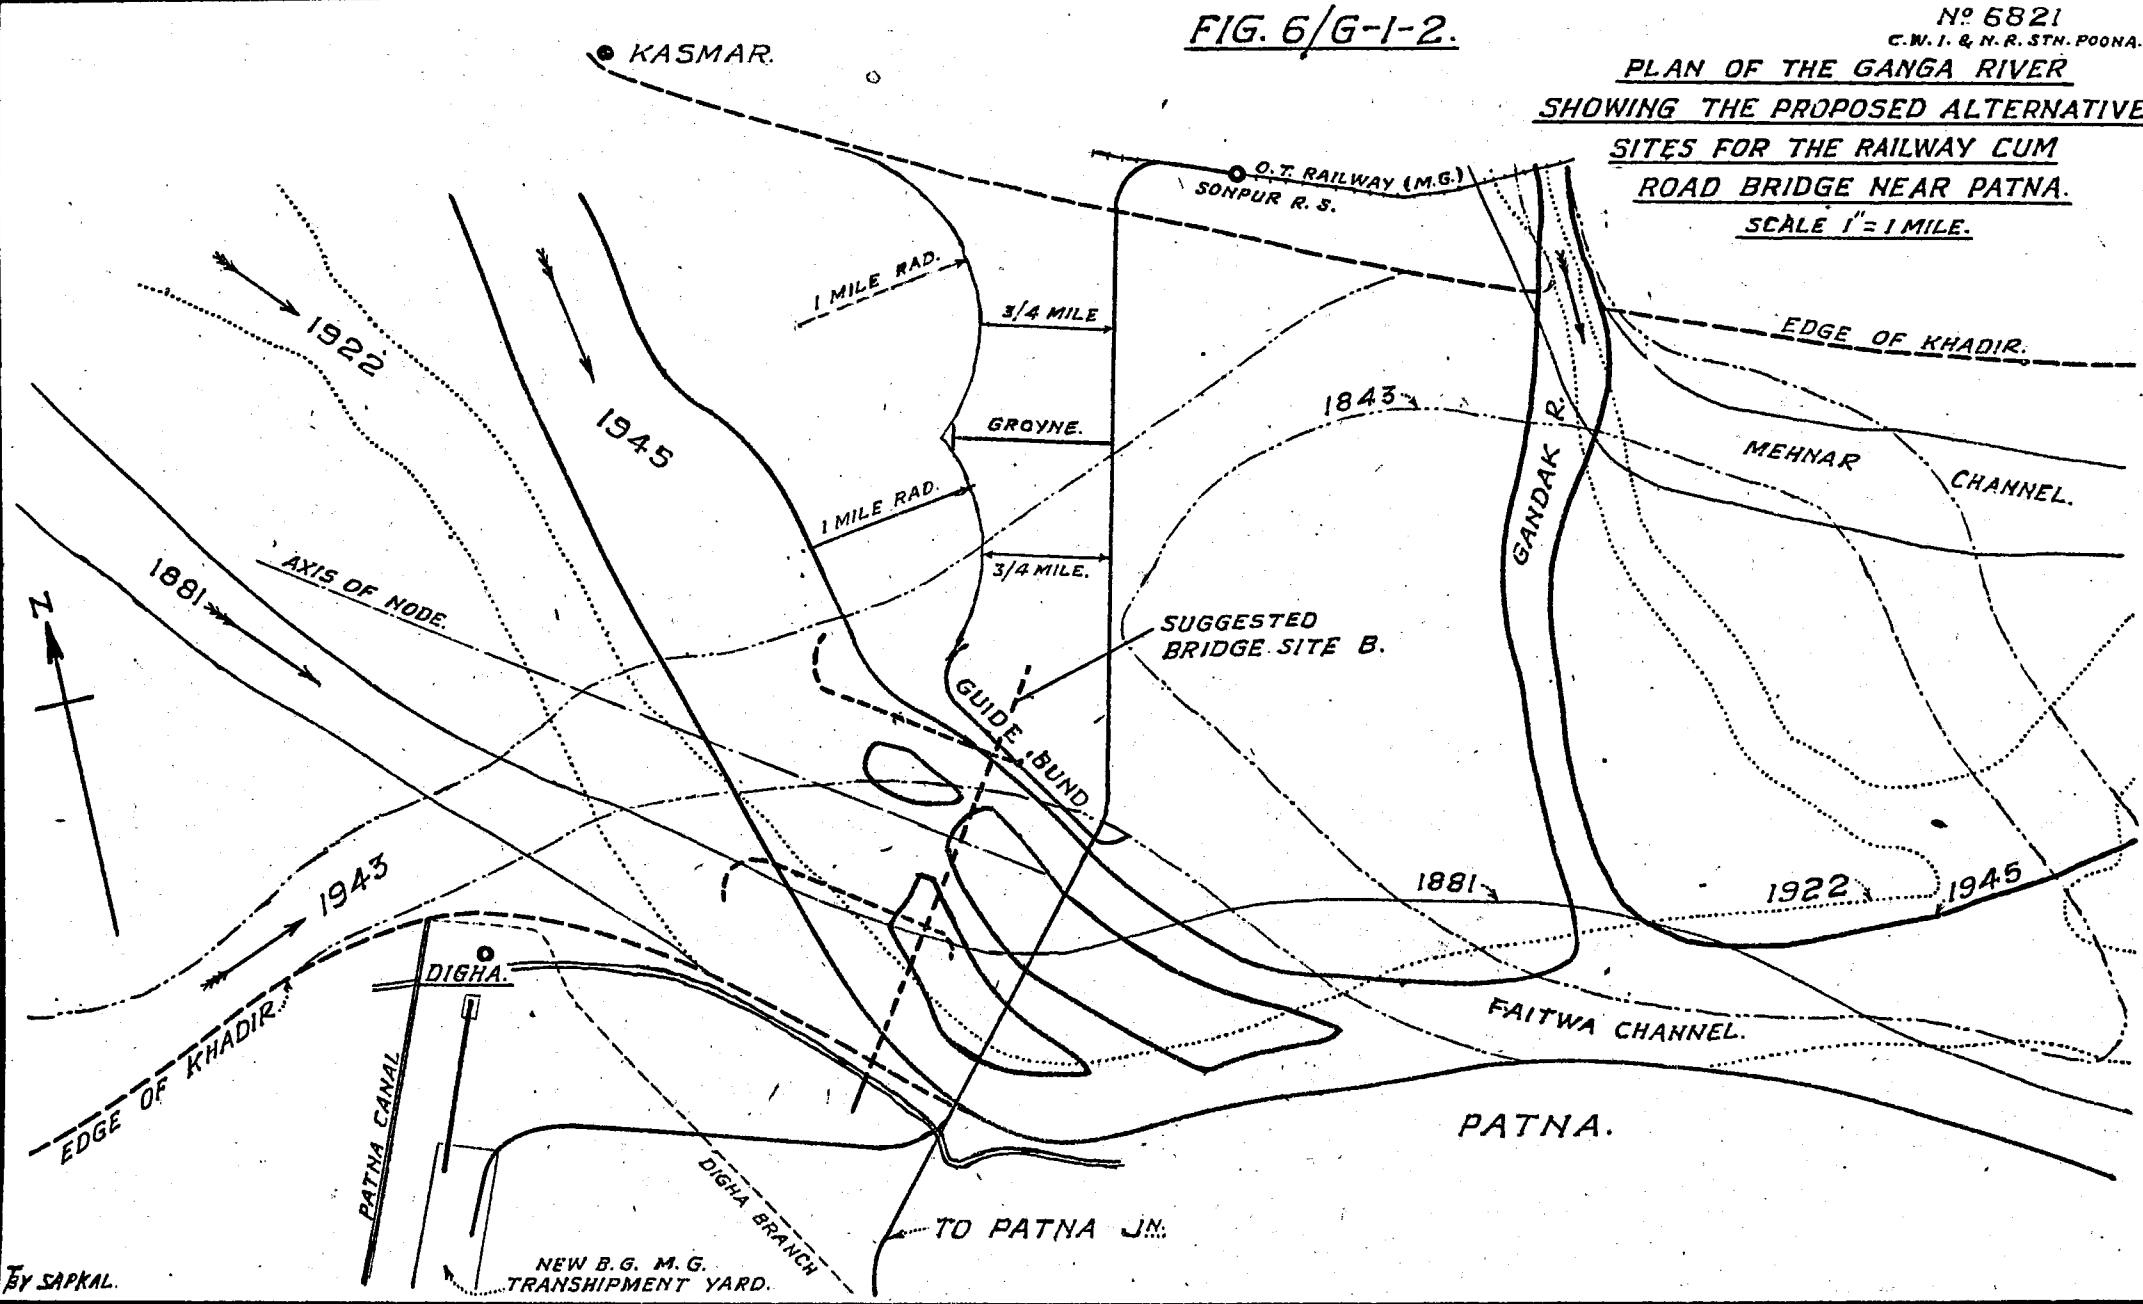 FIG. 6/G-1-2.
Nº 6821
C.W.I. & N.R. STN. POONA.
PLAN OF THE GANGA RIVER
SHOWING THE PROPOSED ALTERNATIVE
SITES FOR THE RAILWAY CUM
ROAD BRIDGE NEAR PATNA.
SCALE 1"= 1 MILE.
KASMAR.
O.T. RAILWAY (M.G.)
SONPUR R.S.
1 MILE RAD.
3/4 MILE
1922
EDGE OF KHADIR.
1945
1843
GROYNE.
GANDAK R.
MEHNAR CHANNEL.
1 MILE RAD.
3/4 MILE.
1881
AXIS OF NODE.
N
SUGGESTED
BRIDGE SITE B.
GUIDE BUND
1943
1881
1922
1945
DIGHA.
EDGE OF KHADIR
FAITWA CHANNEL.
PATNA CANAL
PATNA.
DIGHA BRANCH
TO PATNA JN.
NEW B.G. M.G.
TRANSHIPMENT YARD.
TBY SAPKAL.